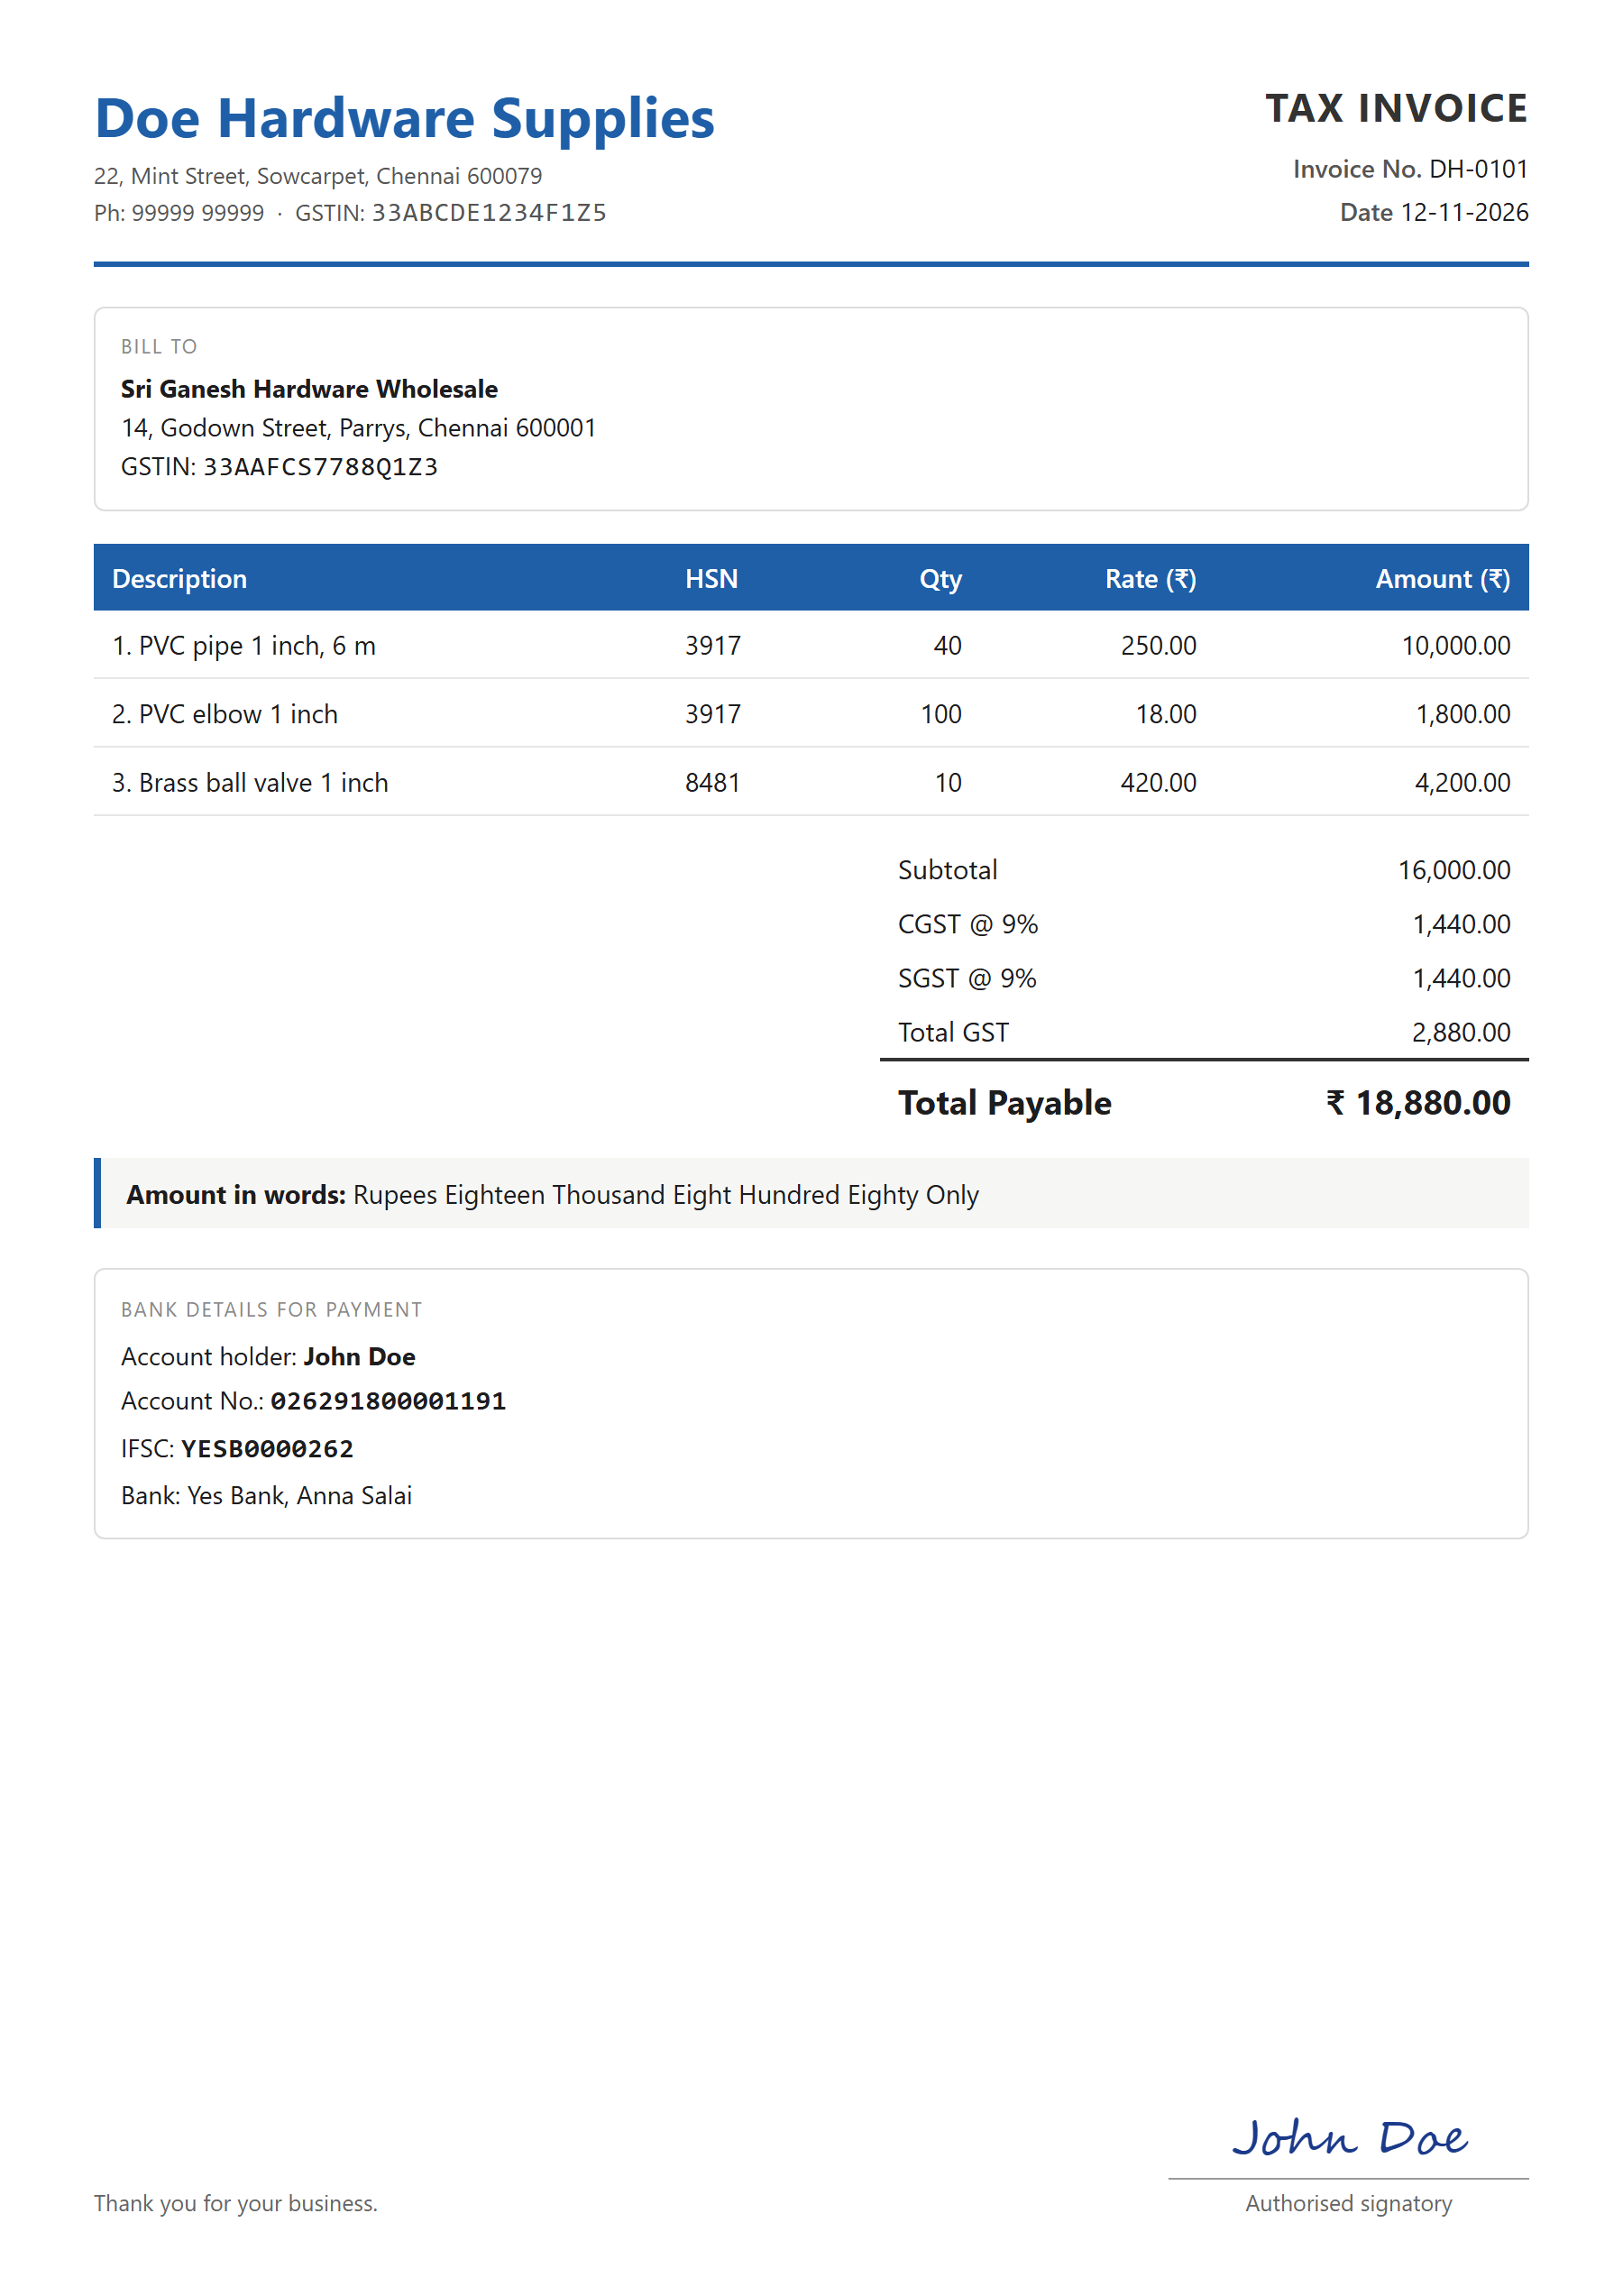 Doe Hardware Supplies
22, Mint Street, Sowcarpet, Chennai 600079
Ph: 99999 99999 · GSTIN: 33ABCDE1234F1Z5
TAX INVOICE
Invoice No. DH-0101
Date 12-11-2026
BILL TO
Sri Ganesh Hardware Wholesale
14, Godown Street, Parrys, Chennai 600001
GSTIN: 33AAFCS7788Q1Z3
Description HSN Qty Rate (₹) Amount (₹)
1. PVC pipe 1 inch, 6 m 3917 40 250.00 10,000.00
2. PVC elbow 1 inch 3917 100 18.00 1,800.00
3. Brass ball valve 1 inch 8481 10 420.00 4,200.00
Subtotal 16,000.00
CGST @ 9% 1,440.00
SGST @ 9% 1,440.00
Total GST 2,880.00
Total Payable ₹ 18,880.00
Amount in words: Rupees Eighteen Thousand Eight Hundred Eighty Only
BANK DETAILS FOR PAYMENT
Account holder: John Doe
Account No.: 026291800001191
IFSC: YESB0000262
Bank: Yes Bank, Anna Salai
John Doe
Thank you for your business.
Authorised signatory